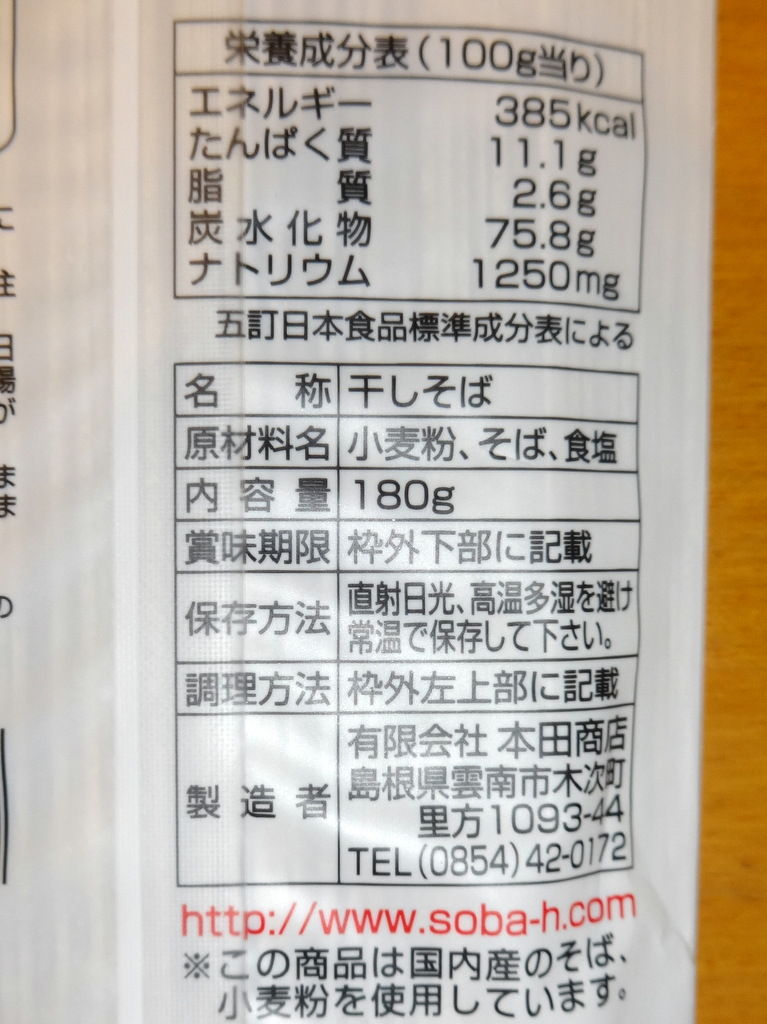 栄養成分表(100g当り)
エネルギー 385kcal
たんぱく質 11.1g
脂質 2.6g
炭水化物 75.8g
ナトリウム 1250mg
五訂日本食品標準成分表による
名称 干しそば
原材料名 小麦粉、そば、食塩
内容量 180g
賞味期限 枠外下部に記載
保存方法 直射日光、高温多湿を避け
常温で保存して下さい。
調理方法 枠外左上部に記載
製造者 有限会社 本田商店
島根県雲南市木次町
里方1093-44
TEL(0854)42-0172
http://www.soba-h.com
※この商品は国内産のそば、
小麦粉を使用しています。